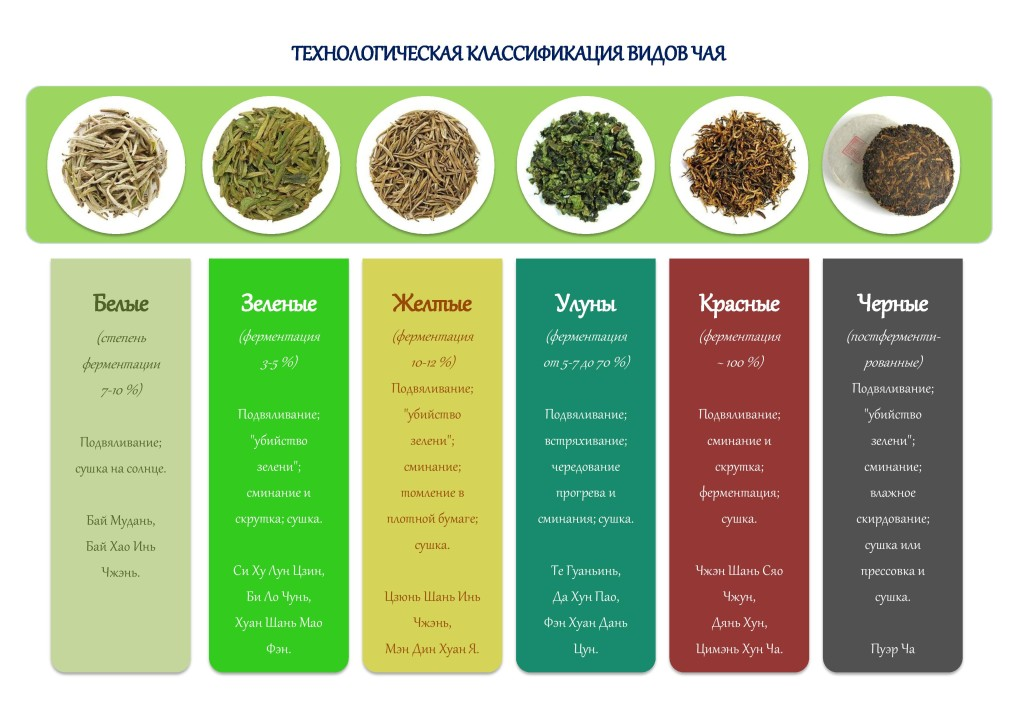 ТЕХНОЛОГИЧЕСКАЯ КЛАССИФИКАЦИЯ ВИДОВ ЧАЯ
Белые
(степень
ферментации
7-10 %)
Подвяливание;
сушка на солнце.
Бай Мудань,
Бай Хао Инь
Чжэнь.
Зеленые
(ферментация
3-5 %)
Подвяливание;
"убийство
зелени";
сминание и
скрутка; сушка.
Си Ху Лун Цзин,
Би Ло Чунь,
Хуан Шань Мао
Фэн.
Желтые
(ферментация
10-12 %)
Подвяливание;
"убийство
зелени";
сминание;
томление в
плотной бумаге;
сушка.
Цзюнь Шань Инь
Чжэнь,
Мэн Дин Хуан Я.
Улуны
(ферментация
от 5-7 до 70 %)
Подвяливание;
встряхивание;
чередование
прогрева и
сминания; сушка.
Те Гуаньинь,
Да Хун Пао,
Фэн Хуан Дань
Цун.
Красные
(ферментация
~ 100 %)
Подвяливание;
сминание и
скрутка;
ферментация;
сушка.
Чжэн Шань Сяо
Чжун,
Дянь Хун,
Цимэнь Хун Ча.
Черные
(постферменти-
рованные)
Подвяливание;
"убийство
зелени";
сминание;
влажное
скирдование;
сушка или
прессовка и
сушка.
Пуэр Ча